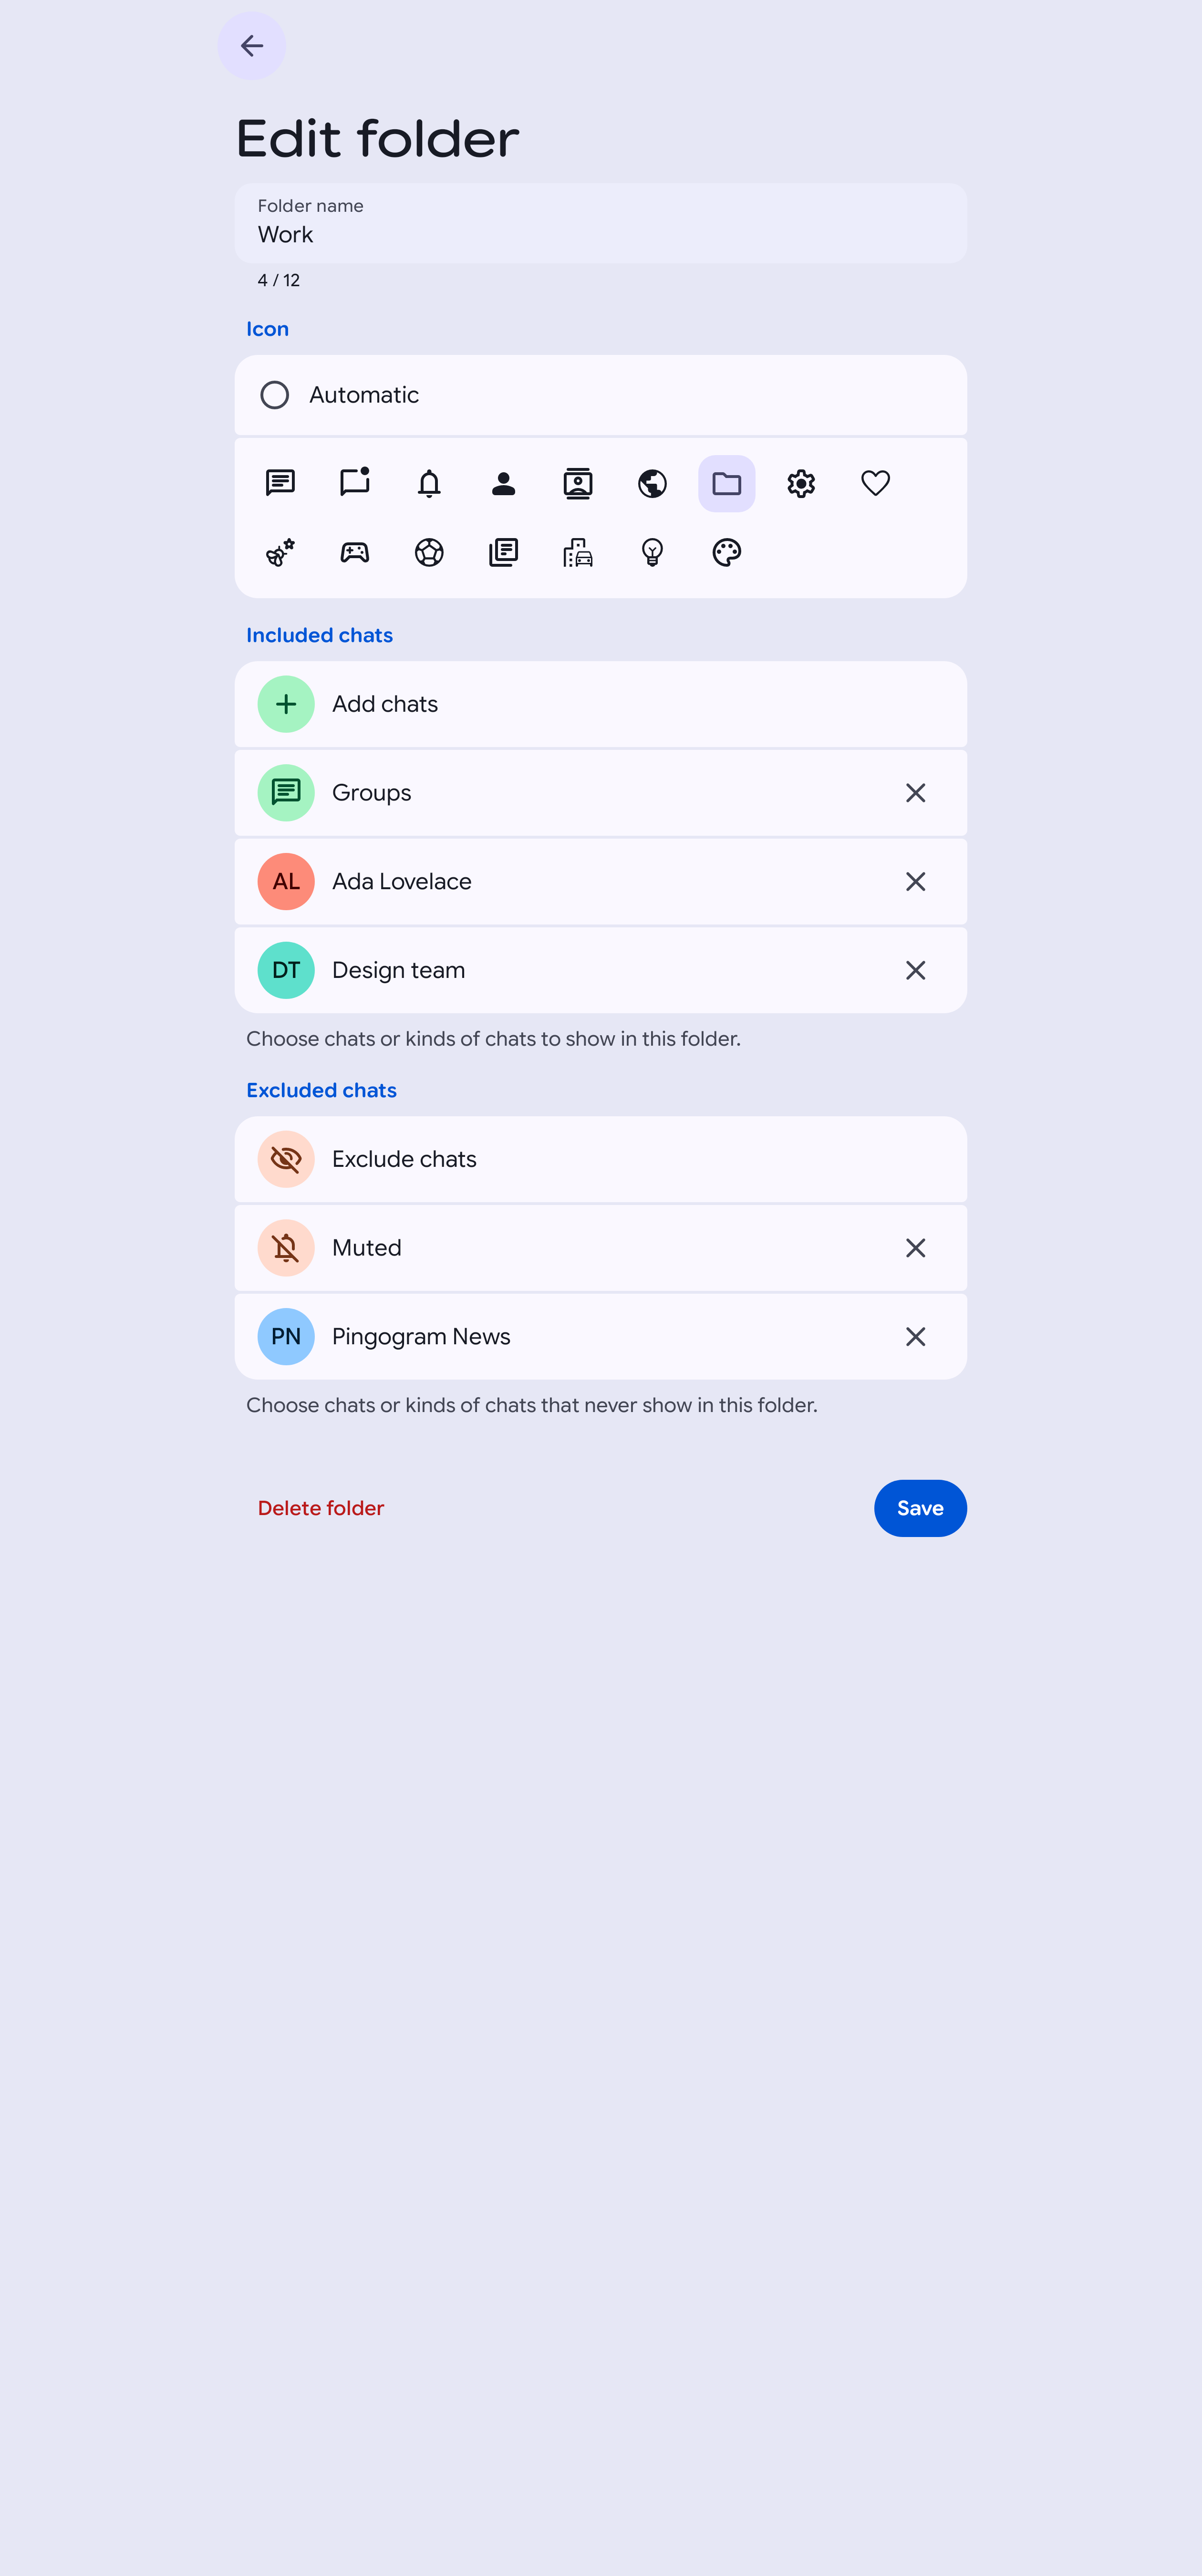 Edit folder
Folder name
Work
4 / 12
Icon
Automatic
Included chats
Add chats
Groups
AL Ada Lovelace
DT Design team
Choose chats or kinds of chats to show in this folder.
Excluded chats
Exclude chats
Muted
PN Pingogram News
Choose chats or kinds of chats that never show in this folder.
Delete folder Save